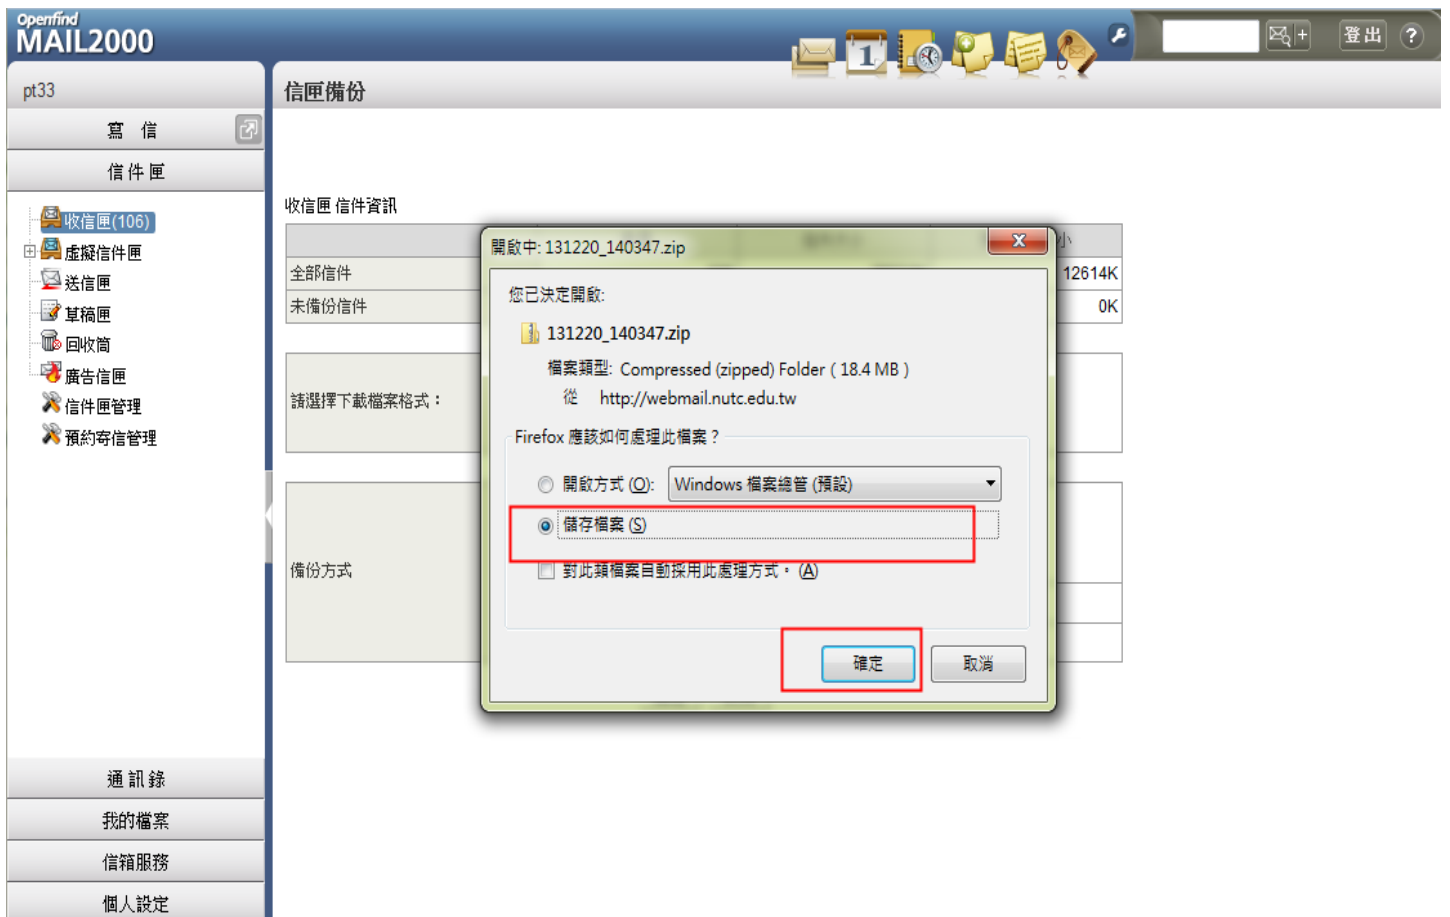 Openfind
MAIL2000
登出
pt33
信匣備份
寫 信
信件匣
收信匣(106)
虛擬信件匣
送信匣
草稿匣
回收筒
廣告信匣
信件匣管理
預約寄信管理
通訊錄
我的檔案
信箱服務
個人設定
收信匣 信件資訊
小
全部信件
12614K
未備份信件
0K
請選擇下載檔案格式：
備份方式
開啟中: 131220_140347.zip
您已決定開啟:
131220_140347.zip
檔案類型: Compressed (zipped) Folder ( 18.4 MB )
從 http://webmail.nutc.edu.tw
Firefox 應該如何處理此檔案？
開啟方式 (O): Windows 檔案總管 (預設)
儲存檔案 (S)
對此類檔案自動採用此處理方式。(A)
確定
取消